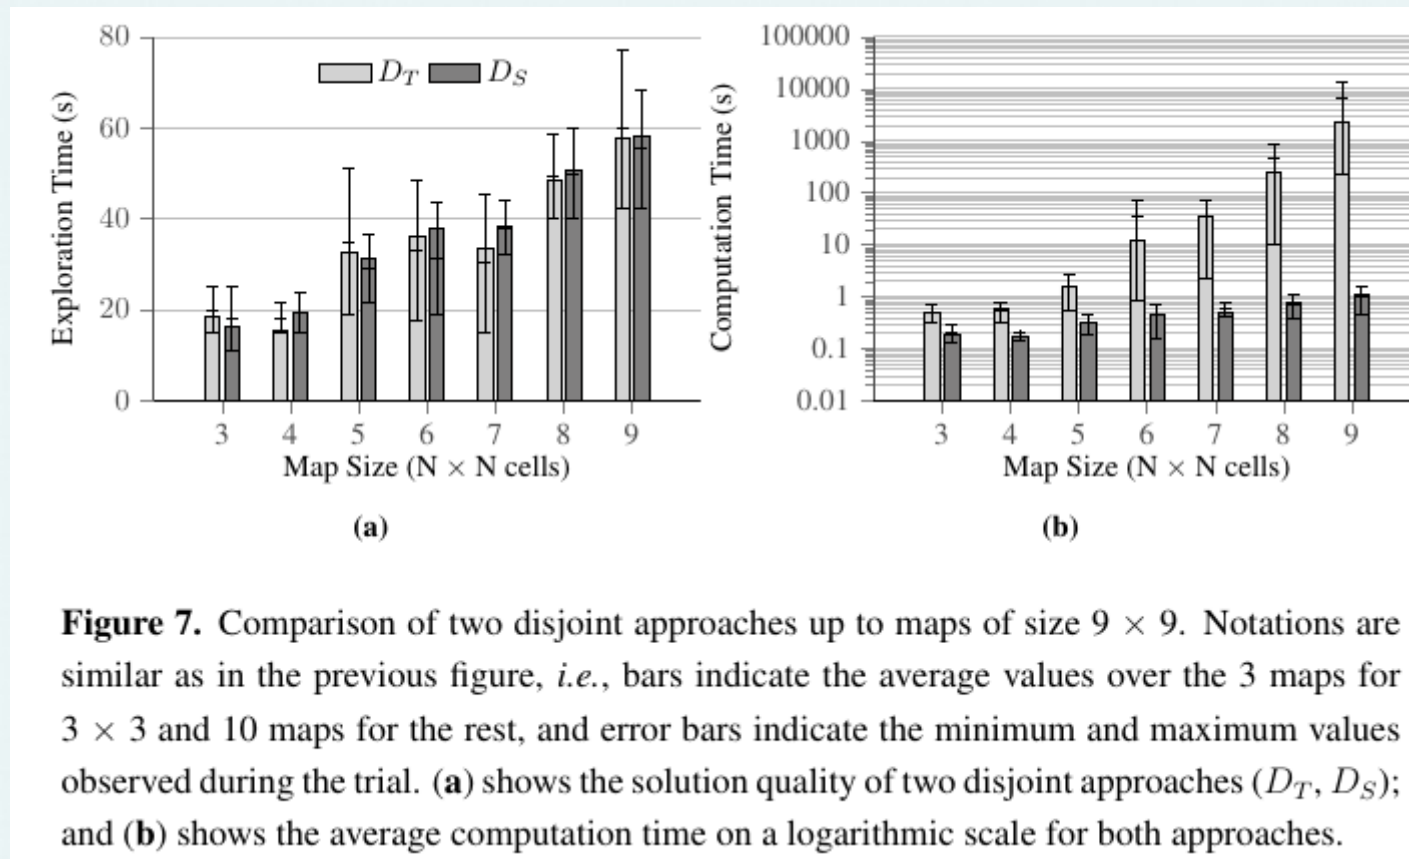 80
60
40
20
0
Exploration Time (s)
D_T D_S
3 4 5 6 7 8 9
Map Size (N × N cells)
(a)
100000
10000
1000
100
10
1
0.1
0.01
Computation Time (s)
3 4 5 6 7 8 9
Map Size (N × N cells)
(b)
Figure 7. Comparison of two disjoint approaches up to maps of size 9 × 9. Notations are
similar as in the previous figure, i.e., bars indicate the average values over the 3 maps for
3 × 3 and 10 maps for the rest, and error bars indicate the minimum and maximum values
observed during the trial. (a) shows the solution quality of two disjoint approaches (D_T, D_S);
and (b) shows the average computation time on a logarithmic scale for both approaches.